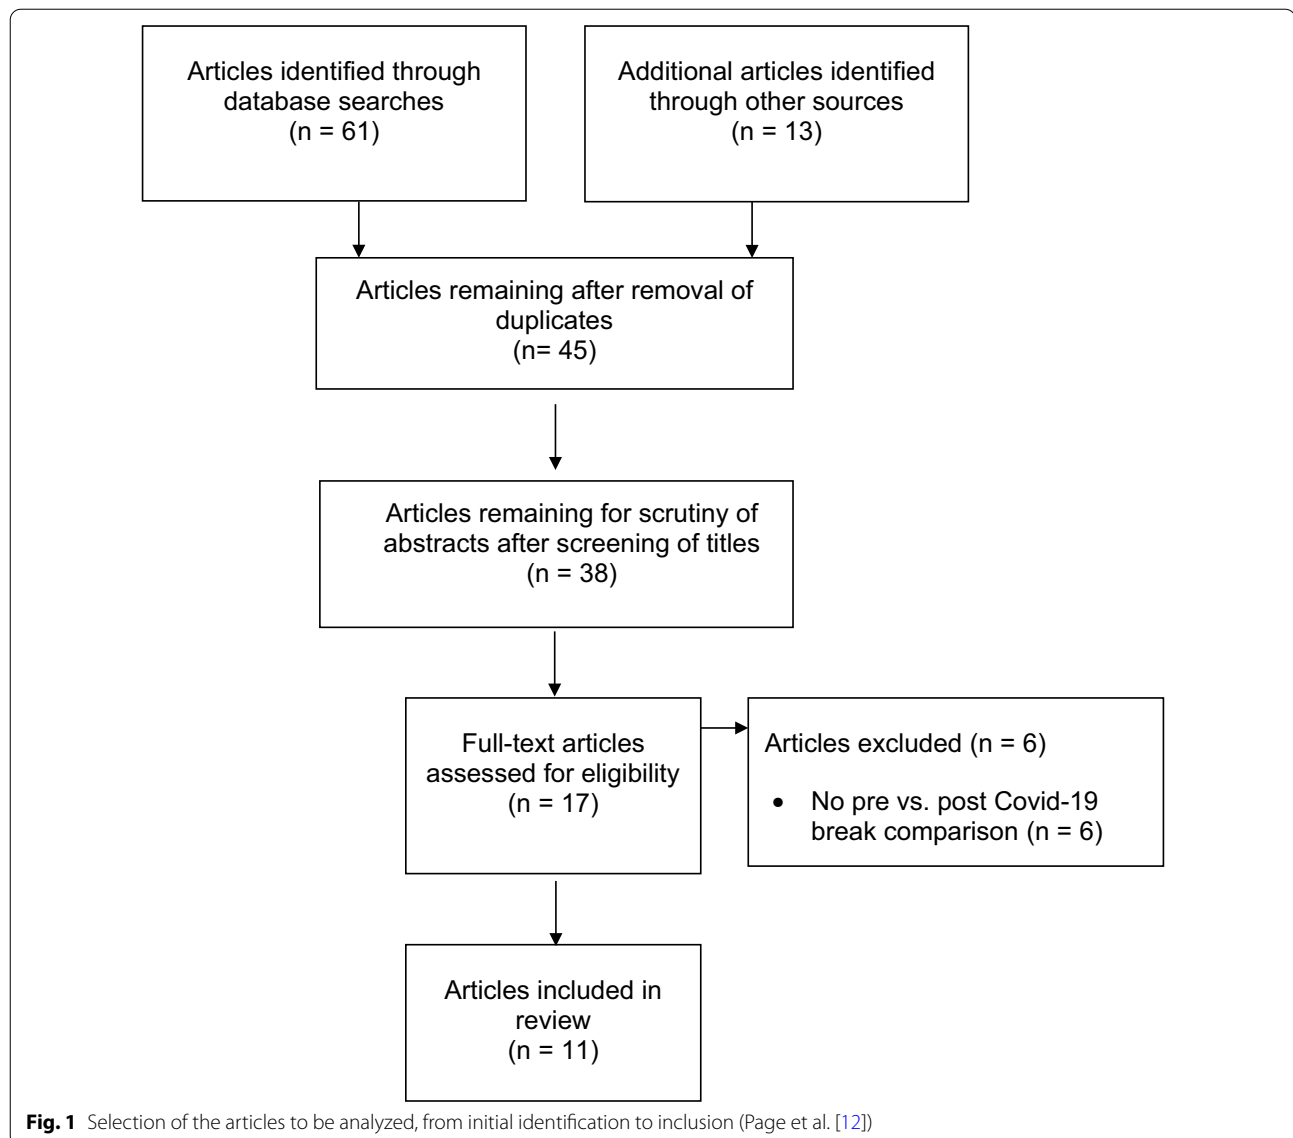 Articles identified through
database searches
(n = 61)
Additional articles identified
through other sources
(n = 13)
Articles remaining after removal of
duplicates
(n= 45)
Articles remaining for scrutiny of
abstracts after screening of titles
(n = 38)
Full-text articles
assessed for eligibility
(n = 17)
Articles excluded (n = 6)
• No pre vs. post Covid-19
break comparison (n = 6)
Articles included in
review
(n = 11)
Fig. 1 Selection of the articles to be analyzed, from initial identification to inclusion (Page et al. [12])